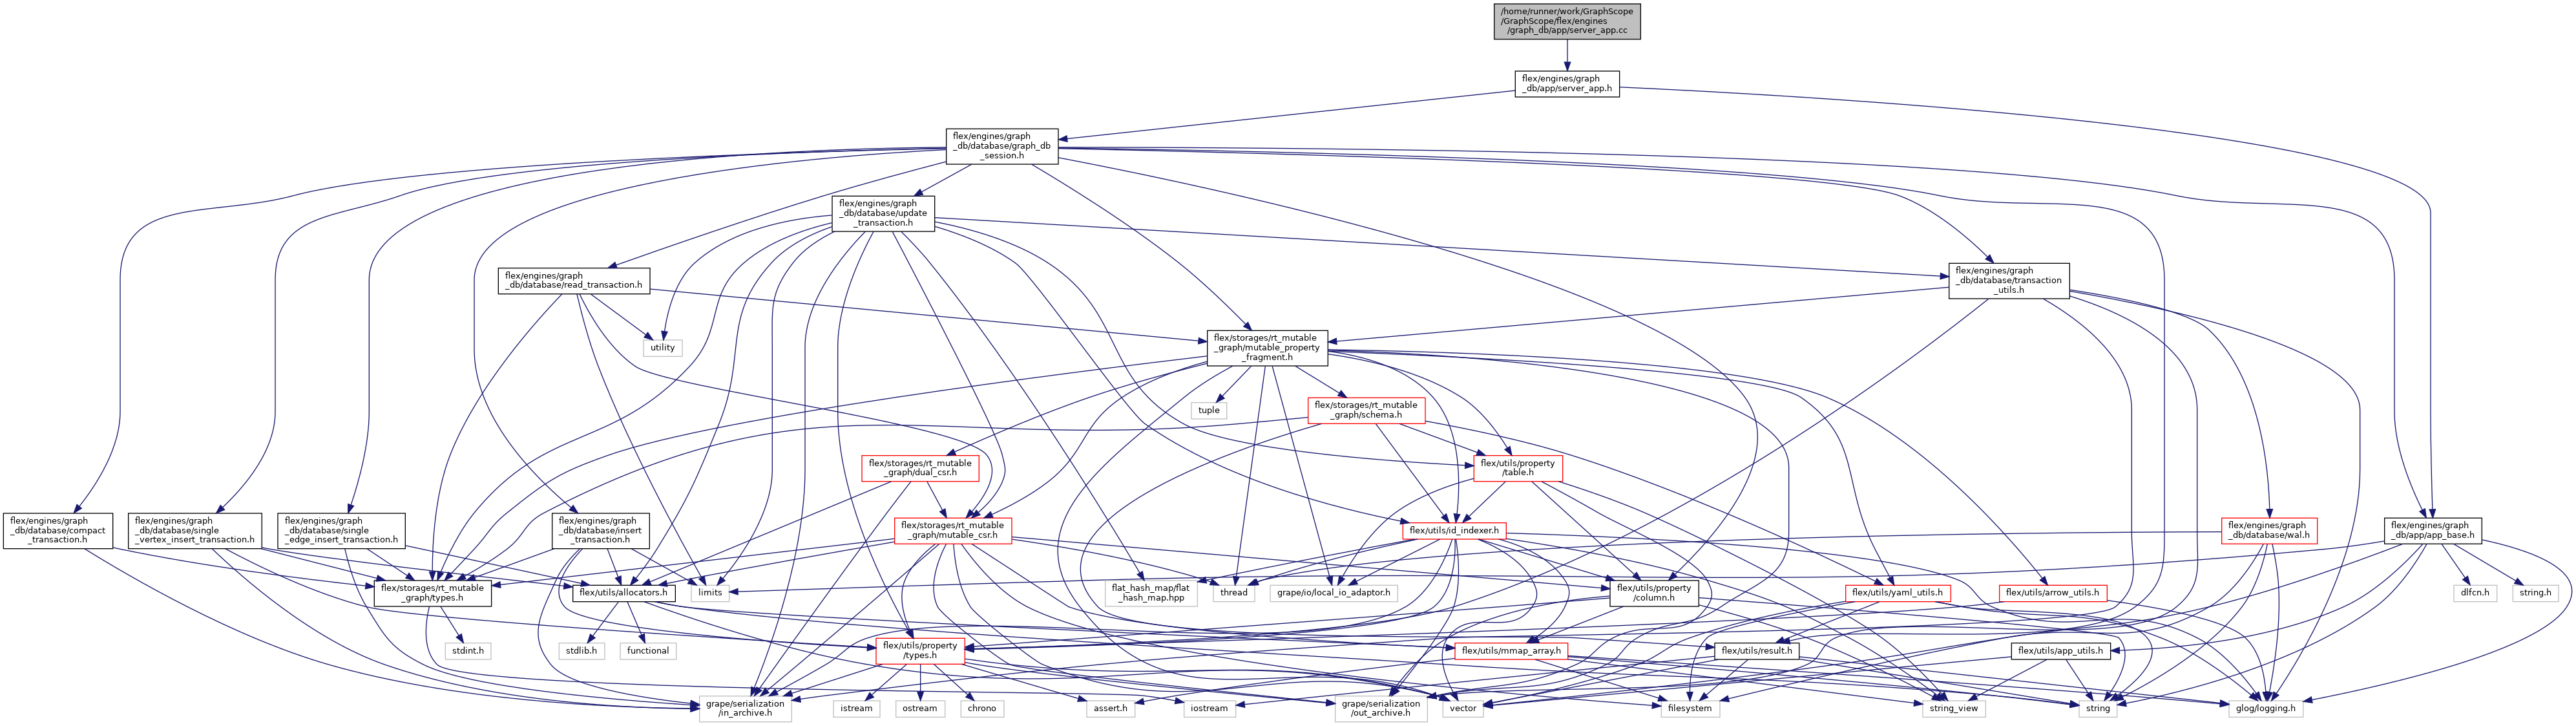 /home/runner/work/GraphScope
/GraphScope/flex/engines
/graph_db/app/server_app.cc
flex/engines/graph
_db/app/server_app.h
flex/engines/graph
_db/database/graph_db
_session.h
flex/engines/graph
_db/database/update
_transaction.h
flex/engines/graph
_db/database/read_transaction.h
flex/engines/graph
_db/database/transaction
_utils.h
utility
flex/storages/rt_mutable
_graph/mutable_property
_fragment.h
tuple
flex/storages/rt_mutable
_graph/schema.h
flex/storages/rt_mutable
_graph/dual_csr.h
flex/utils/property
/table.h
flex/engines/graph
_db/database/compact
_transaction.h
flex/engines/graph
_db/database/single
_vertex_insert_transaction.h
flex/engines/graph
_db/database/single
_edge_insert_transaction.h
flex/engines/graph
_db/database/insert
_transaction.h
flex/storages/rt_mutable
_graph/mutable_csr.h
flex/utils/id_indexer.h
flex/engines/graph
_db/database/wal.h
flex/engines/graph
_db/app/app_base.h
flex/storages/rt_mutable
_graph/types.h
flex/utils/allocators.h
limits
flat_hash_map/flat
_hash_map.hpp
thread
grape/io/local_io_adaptor.h
flex/utils/property
/column.h
flex/utils/yaml_utils.h
flex/utils/arrow_utils.h
dlfcn.h
string.h
stdint.h
stdlib.h
functional
flex/utils/property
/types.h
flex/utils/mmap_array.h
flex/utils/result.h
flex/utils/app_utils.h
grape/serialization
/in_archive.h
istream
ostream
chrono
assert.h
iostream
grape/serialization
/out_archive.h
vector
filesystem
string_view
string
glog/logging.h